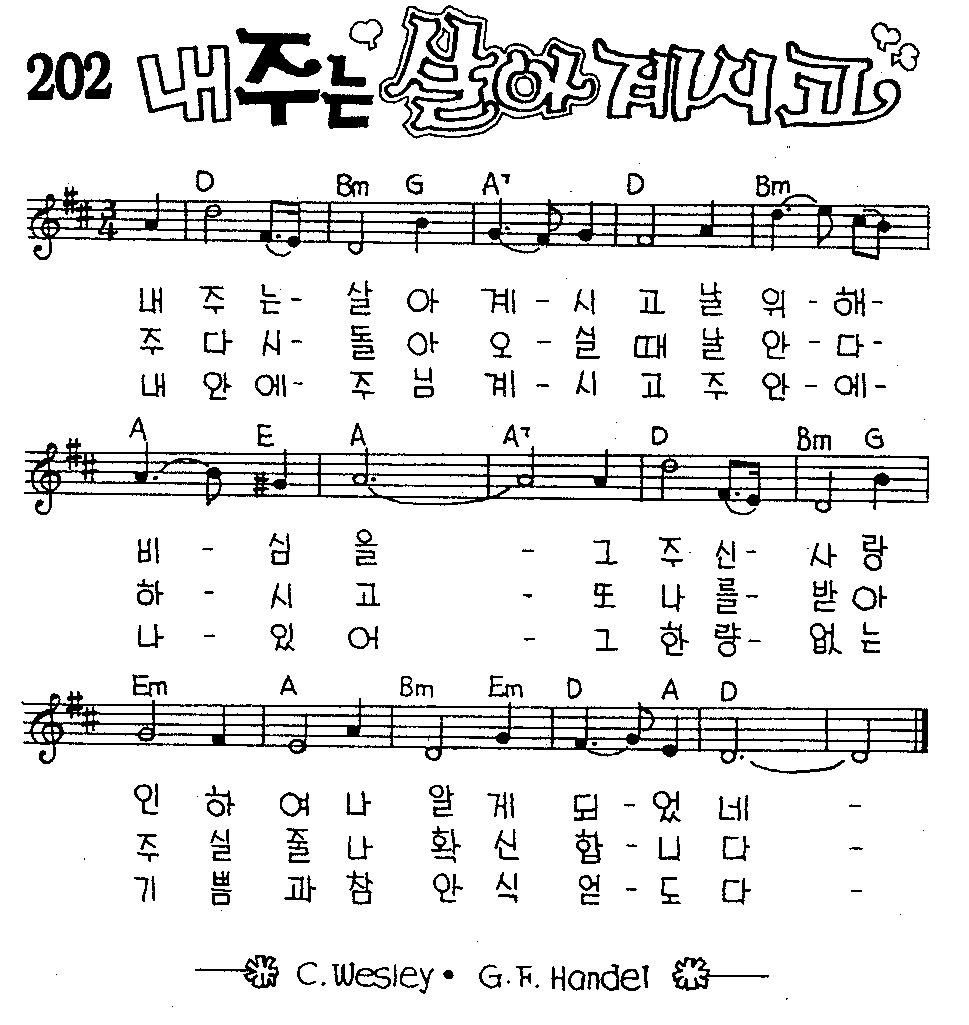 202 내주는 살아계시고
3/4
D Bm G A7 D Bm
내 주 는- 살 아 계 - 시 고 날 위 - 해-
주 다 시- 돌 아 오 - 실 때 날 안 - 다-
내 안 에- 주 님 계 - 시 고 주 안 - 에-
A E A A7 D Bm G
비 - 심 을 - 그 주 신- 사 랑
하 - 시 고 - 또 나 를- 받 아
나 - 있 어 - 그 한 량- 없 는
Em A Bm Em D A D
인 하 여 나 알 게 되 - 었 네 -
주 실 줄 나 확 신 합 - 니 다 -
기 쁨 과 참 안 식 얻 - 도 다 -
C. Wesley • G. F. Handel